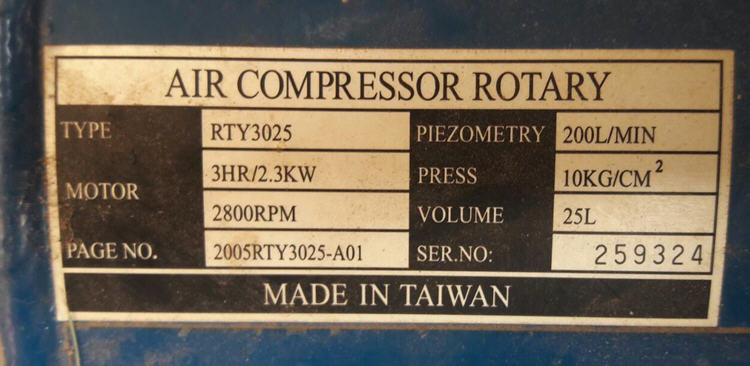 AIR COMPRESSOR ROTARY
TYPE RTY3025 PIEZOMETRY 200L/MIN
MOTOR 3HR/2.3KW PRESS 10KG/CM²
2800RPM VOLUME 25L
PAGE NO. 2005RTY3025-A01 SER.NO: 259324
MADE IN TAIWAN